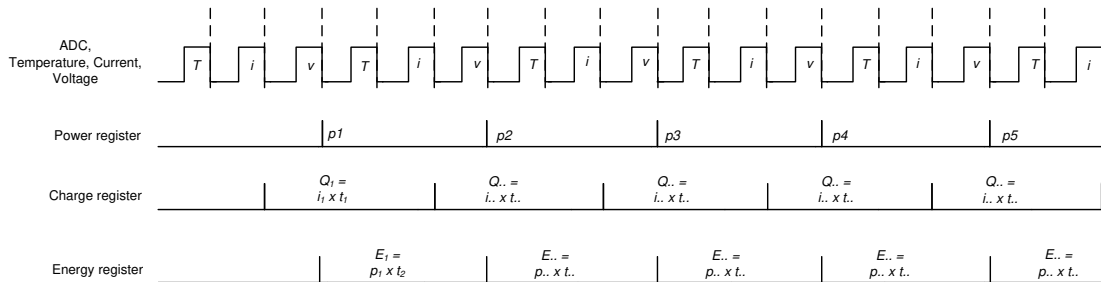 ADC,
Temperature, Current,
Voltage
T i v T i v T i v T i v T i v T i
Power register
p1 p2 p3 p4 p5
Charge register
Q₁ = Q.. = Q.. = Q.. = Q.. =
i₁ x t₁ i.. x t.. i.. x t.. i.. x t.. i.. x t..
Energy register
E₁ = E.. = E.. = E.. = E.. =
p₁ x t₂ p.. x t.. p.. x t.. p.. x t.. p.. x t..